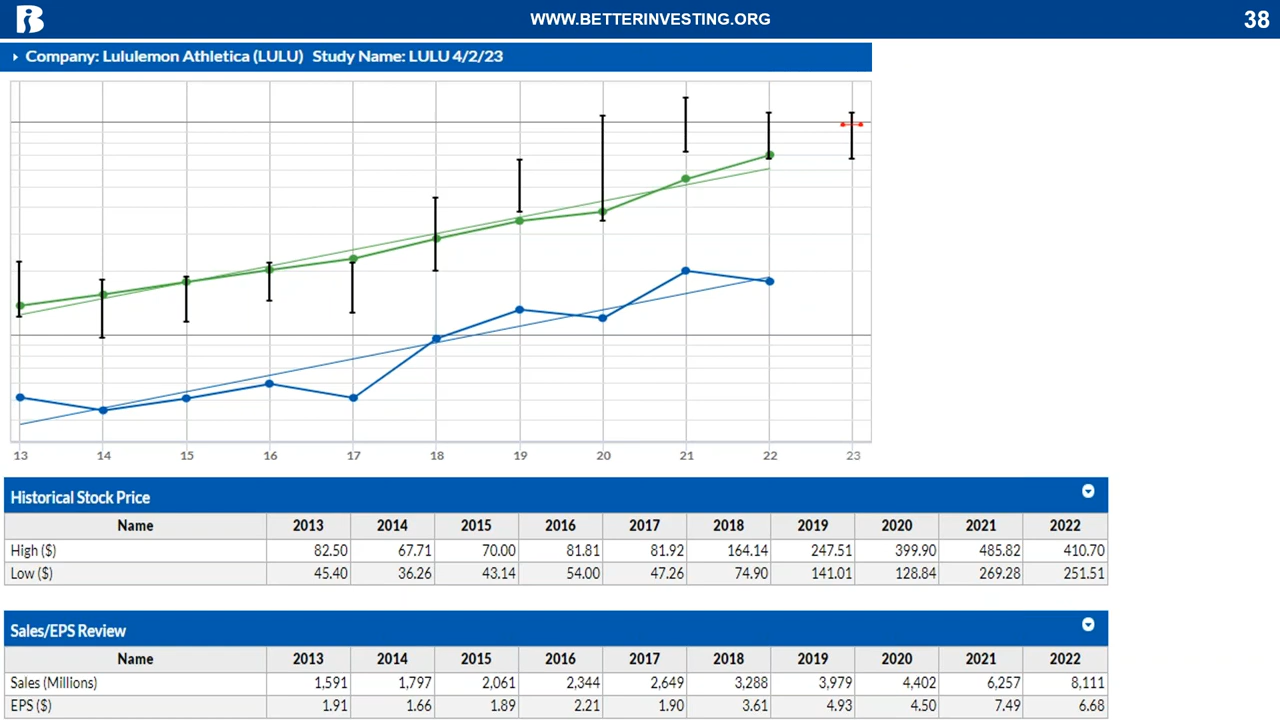 WWW.BETTERINVESTING.ORG 38
Company: Lululemon Athletica (LULU) Study Name: LULU 4/2/23
13 14 15 16 17 18 19 20 21 22 23
Historical Stock Price
Name 2013 2014 2015 2016 2017 2018 2019 2020 2021 2022
High ($) 82.50 67.71 70.00 81.81 81.92 164.14 247.51 399.90 485.82 410.70
Low ($) 45.40 36.26 43.14 54.00 47.26 74.90 141.01 128.84 269.28 251.51
Sales/EPS Review
Name 2013 2014 2015 2016 2017 2018 2019 2020 2021 2022
Sales (Millions) 1,591 1,797 2,061 2,344 2,649 3,288 3,979 4,402 6,257 8,111
EPS ($) 1.91 1.66 1.89 2.21 1.90 3.61 4.93 4.50 7.49 6.68